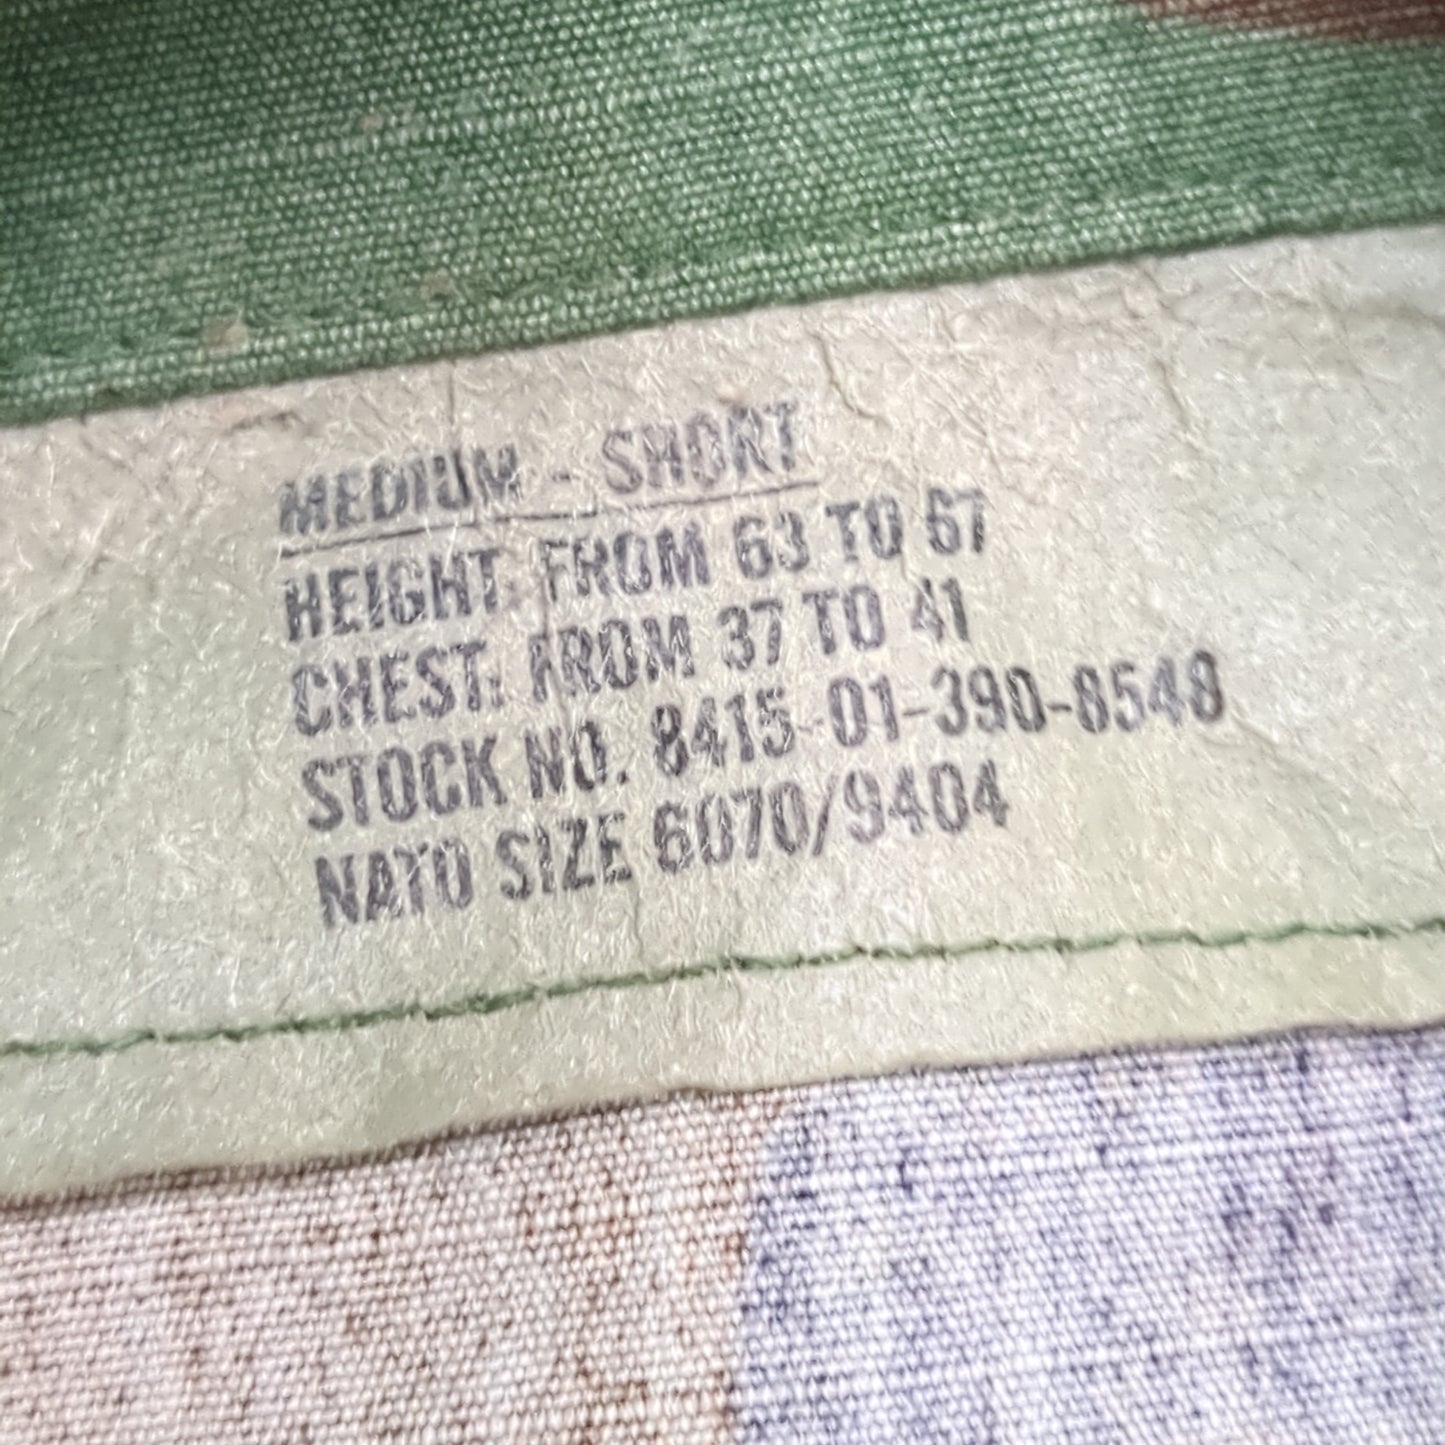 MEDIUM - SHORT
HEIGHT: FROM 63 TO 67
CHEST: FROM 37 TO 41
STOCK NO. 8415-01-390-8548
NATO SIZE 6070/9404